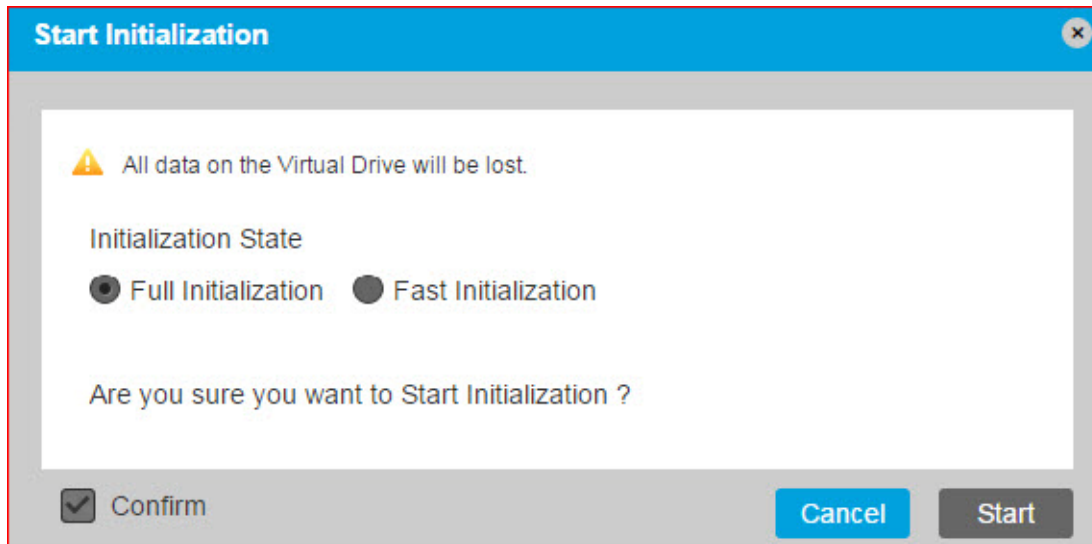 Start Initialization
All data on the Virtual Drive will be lost.
Initialization State
Full Initialization Fast Initialization
Are you sure you want to Start Initialization ?
Confirm Cancel Start